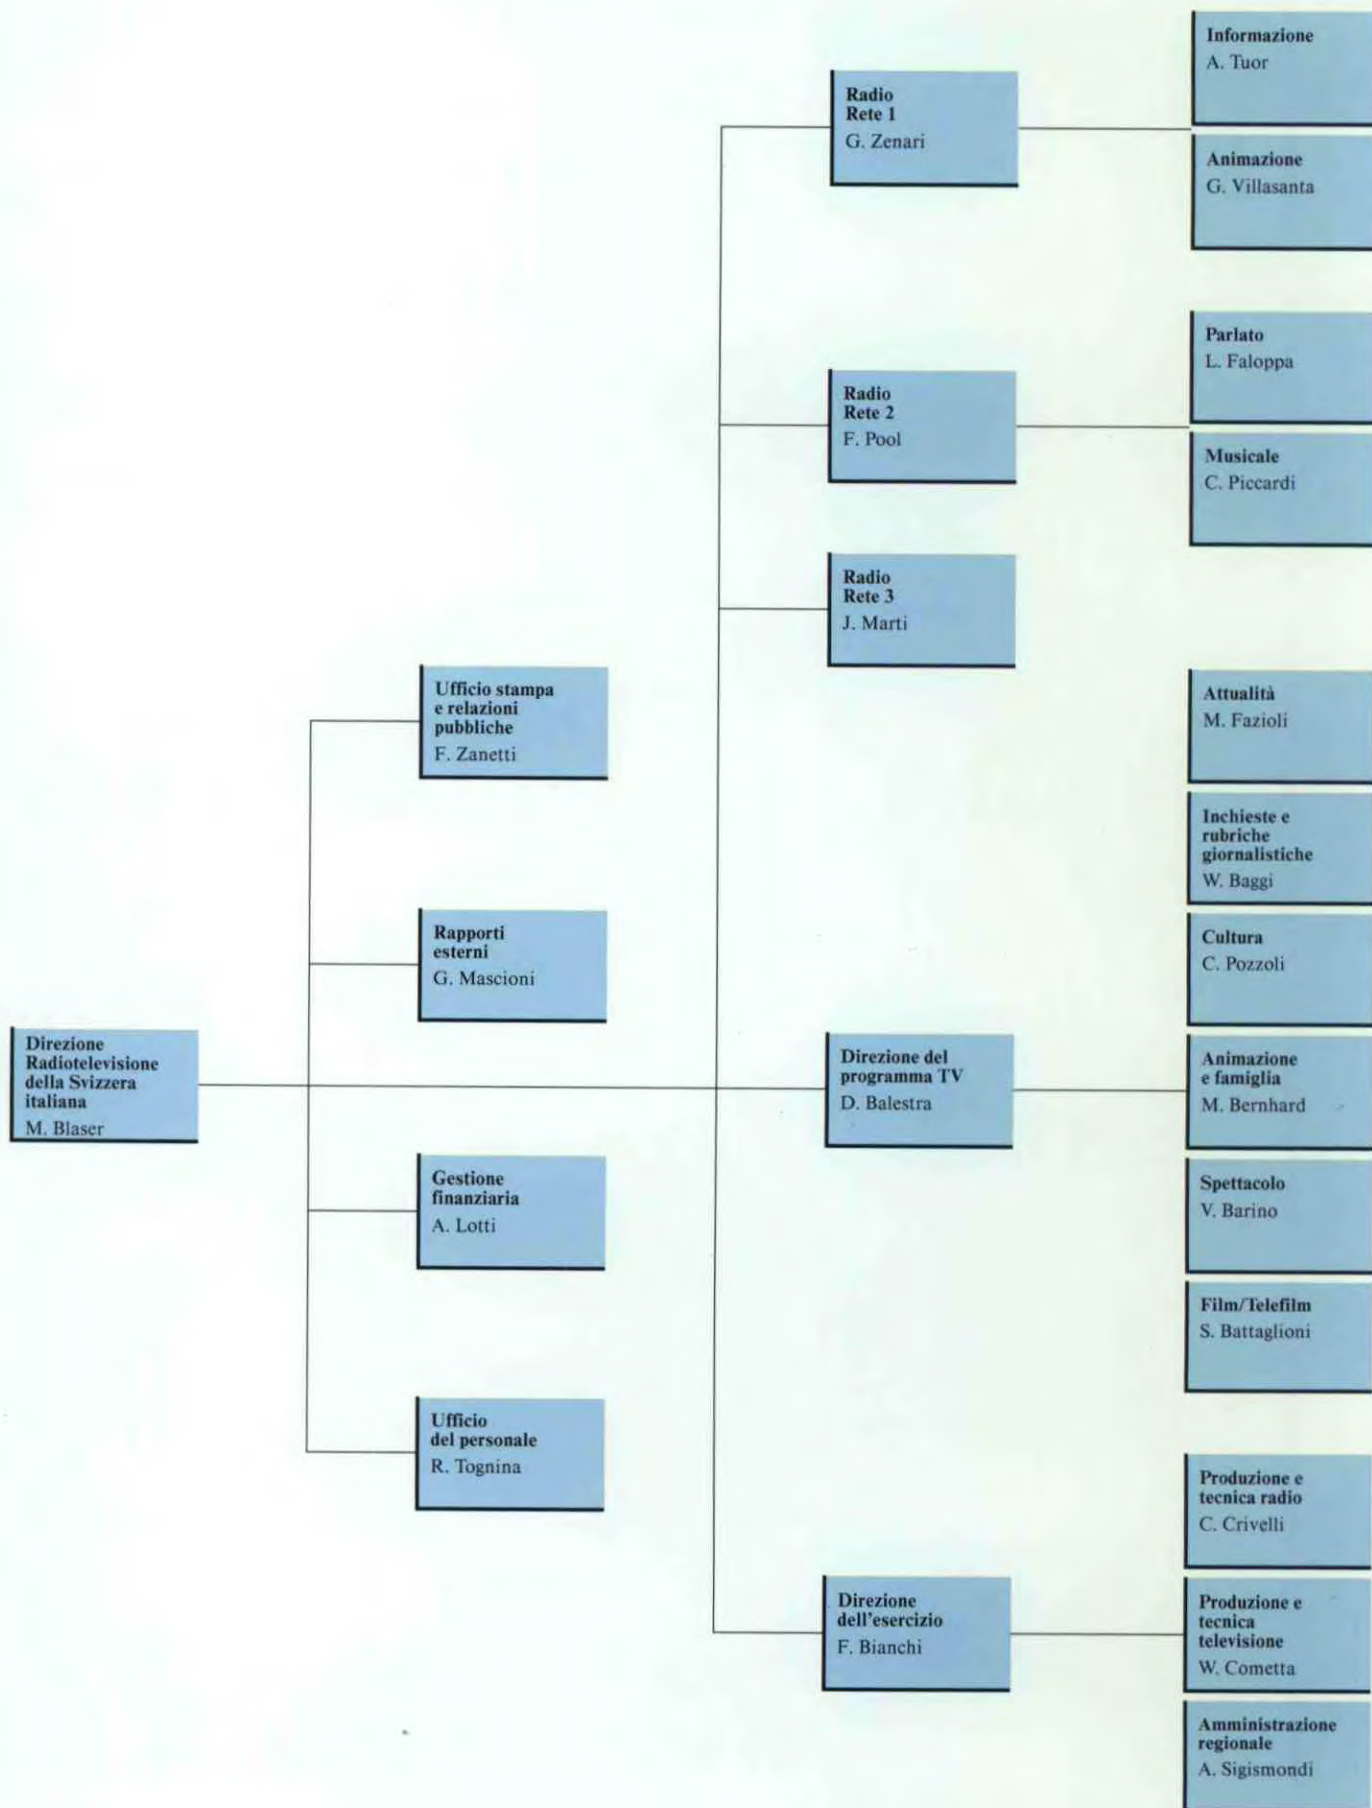 Direzione
Radiotelevisione
della Svizzera
italiana
M. Blaser
Ufficio stampa
e relazioni
pubbliche
F. Zanetti
Rapporti
esterni
G. Mascioni
Gestione
finanziaria
A. Lotti
Ufficio
del personale
R. Tognina
Radio
Rete 1
G. Zenari
Informazione
A. Tuor
Animazione
G. Villasanta
Radio
Rete 2
F. Pool
Parlato
L. Faloppa
Musicale
C. Piccardi
Radio
Rete 3
J. Marti
Direzione del
programma TV
D. Balestra
Attualità
M. Fazioli
Inchieste e
rubriche
giornalistiche
W. Baggi
Cultura
C. Pozzoli
Animazione
e famiglia
M. Bernhard
Spettacolo
V. Barino
Film/Telefilm
S. Battaglioni
Direzione
dell'esercizio
F. Bianchi
Produzione e
tecnica radio
C. Crivelli
Produzione e
tecnica
televisione
W. Cometta
Amministrazione
regionale
A. Sigismondi